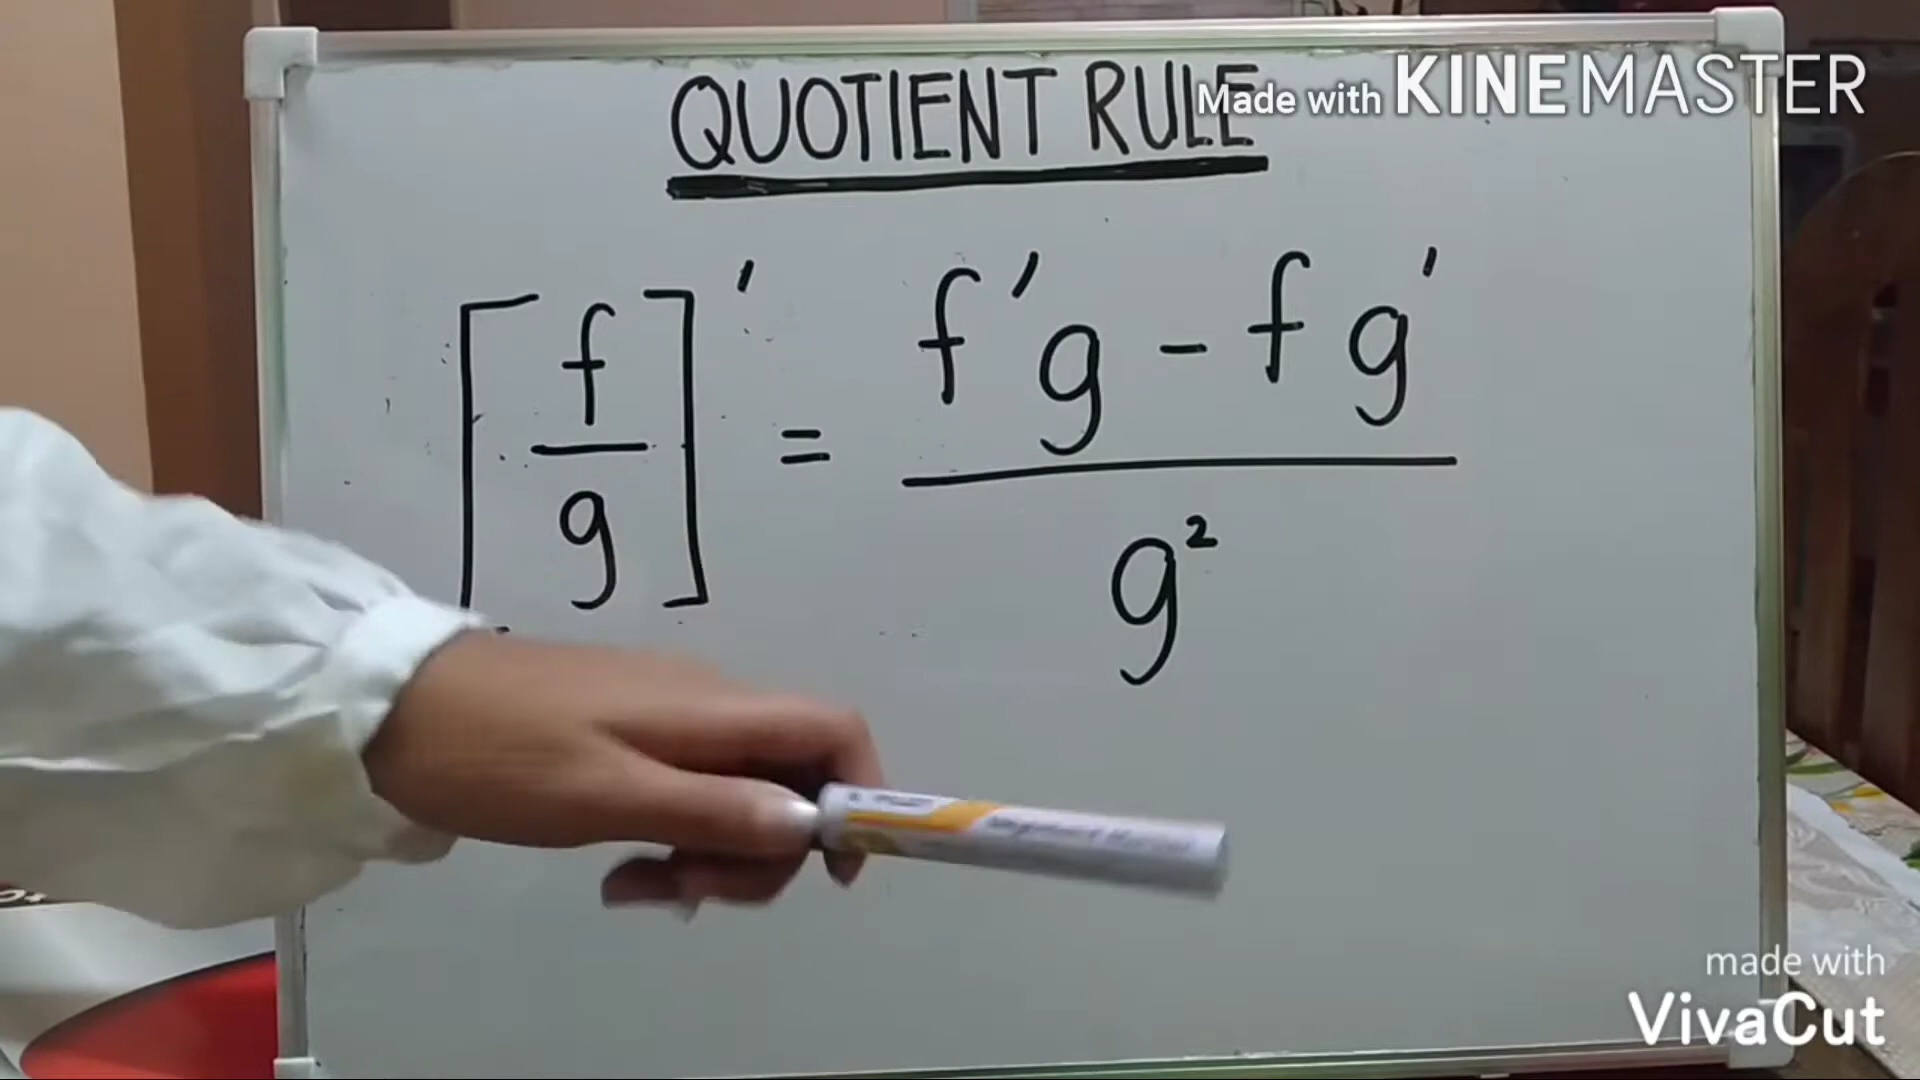 QUOTIENT RULE
Made with KINEMASTER
[f/g]' = f'g - fg' / g²
made with
VivaCut